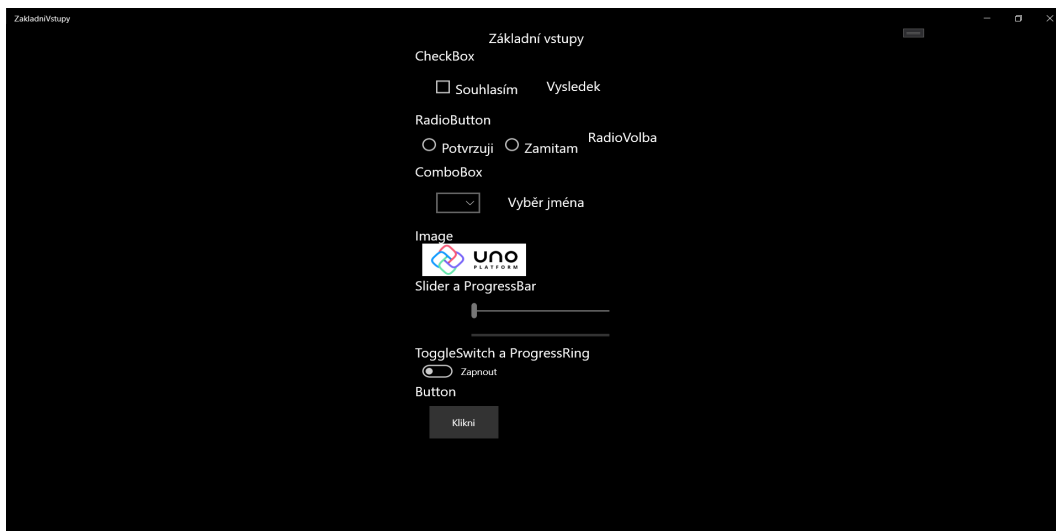 ZakladniVstupy
Základní vstupy
CheckBox
Souhlasím Vysledek
RadioButton
Potvrzuji Zamitam RadioVolba
ComboBox
Vyběr jména
Image
UNO
PLATFORM
Slider a ProgressBar
ToggleSwitch a ProgressRing
Zapnout
Button
Klikni